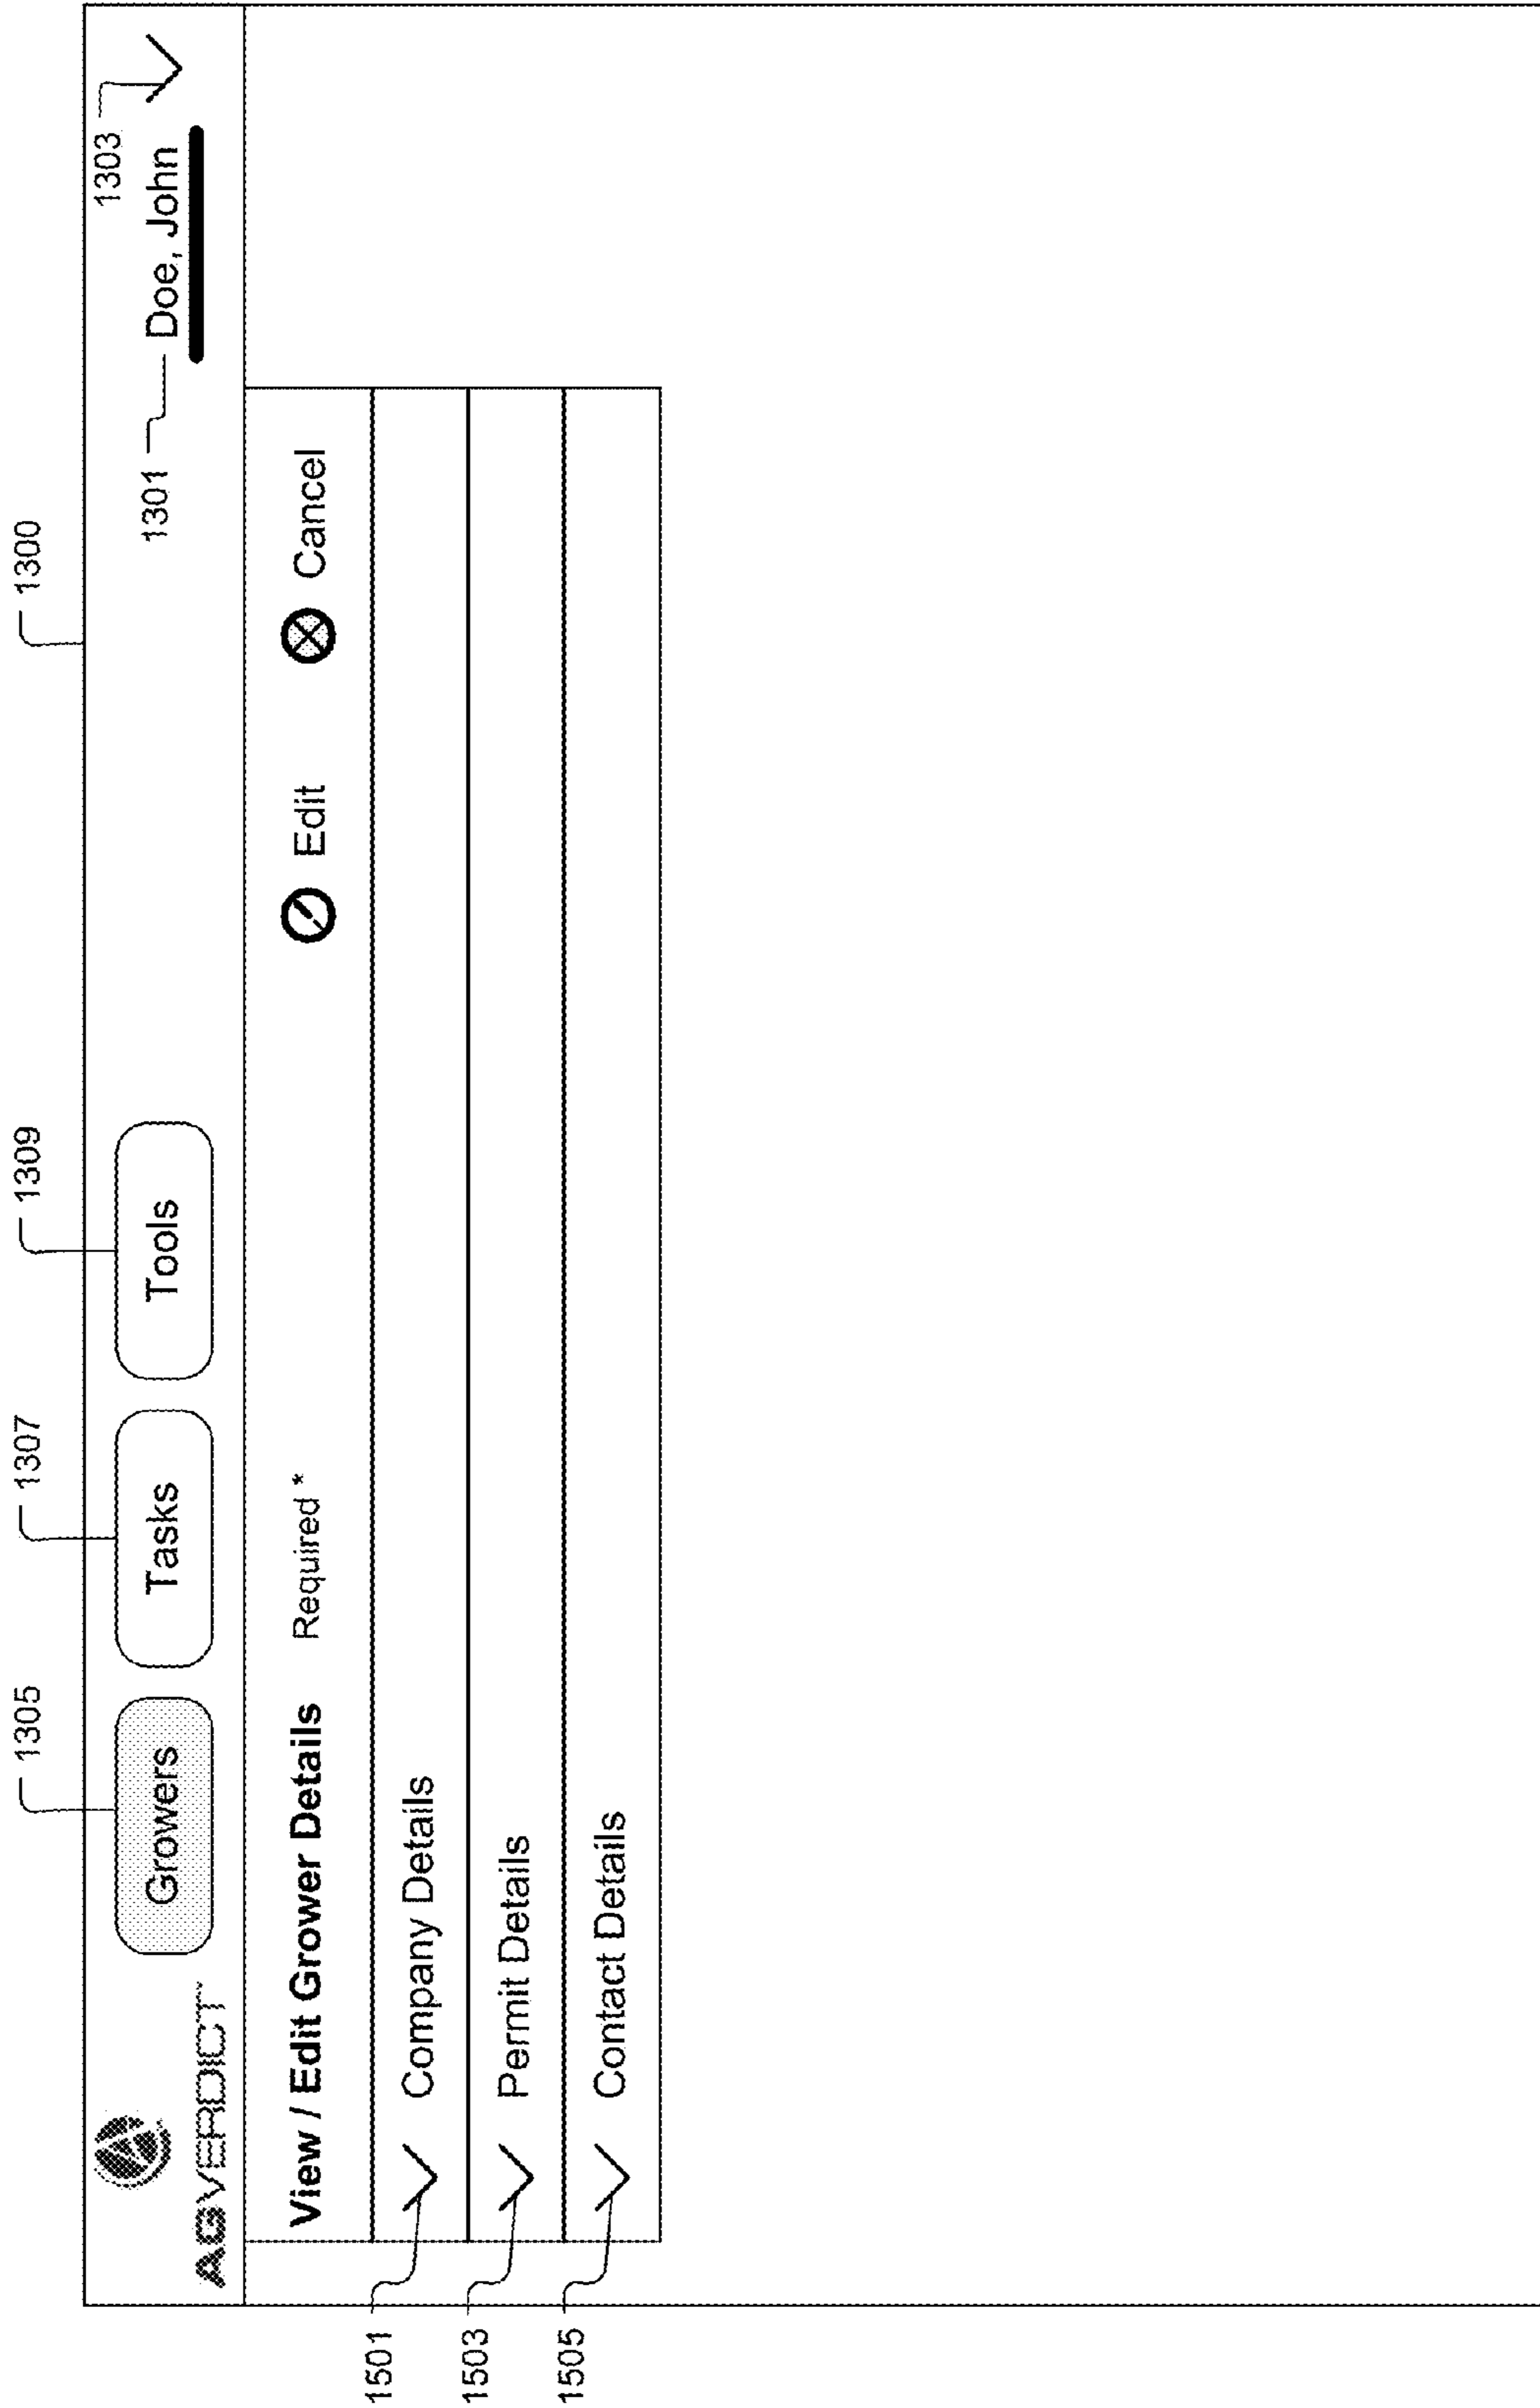 1300
1305
1307
1309
1303
AGVERDICT
Growers
Tasks
Tools
1301
Doe, John
View / Edit Grower Details Required *
Edit
Cancel
1501
Company Details
1503
Permit Details
1505
Contact Details